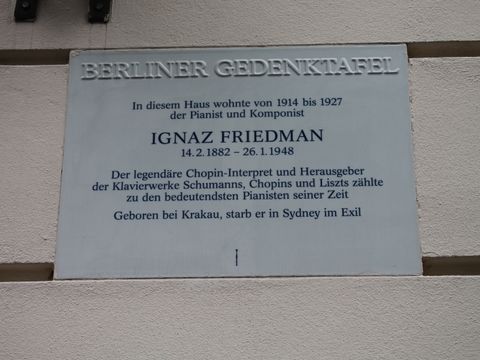 BERLINER GEDENKTAFEL
In diesem Haus wohnte von 1914 bis 1927
der Pianist und Komponist
IGNAZ FRIEDMAN
14.2.1882 – 26.1.1948
Der legendäre Chopin-Interpret und Herausgeber
der Klavierwerke Schumanns, Chopins und Liszts zählte
zu den bedeutendsten Pianisten seiner Zeit
Geboren bei Krakau, starb er in Sydney im Exil